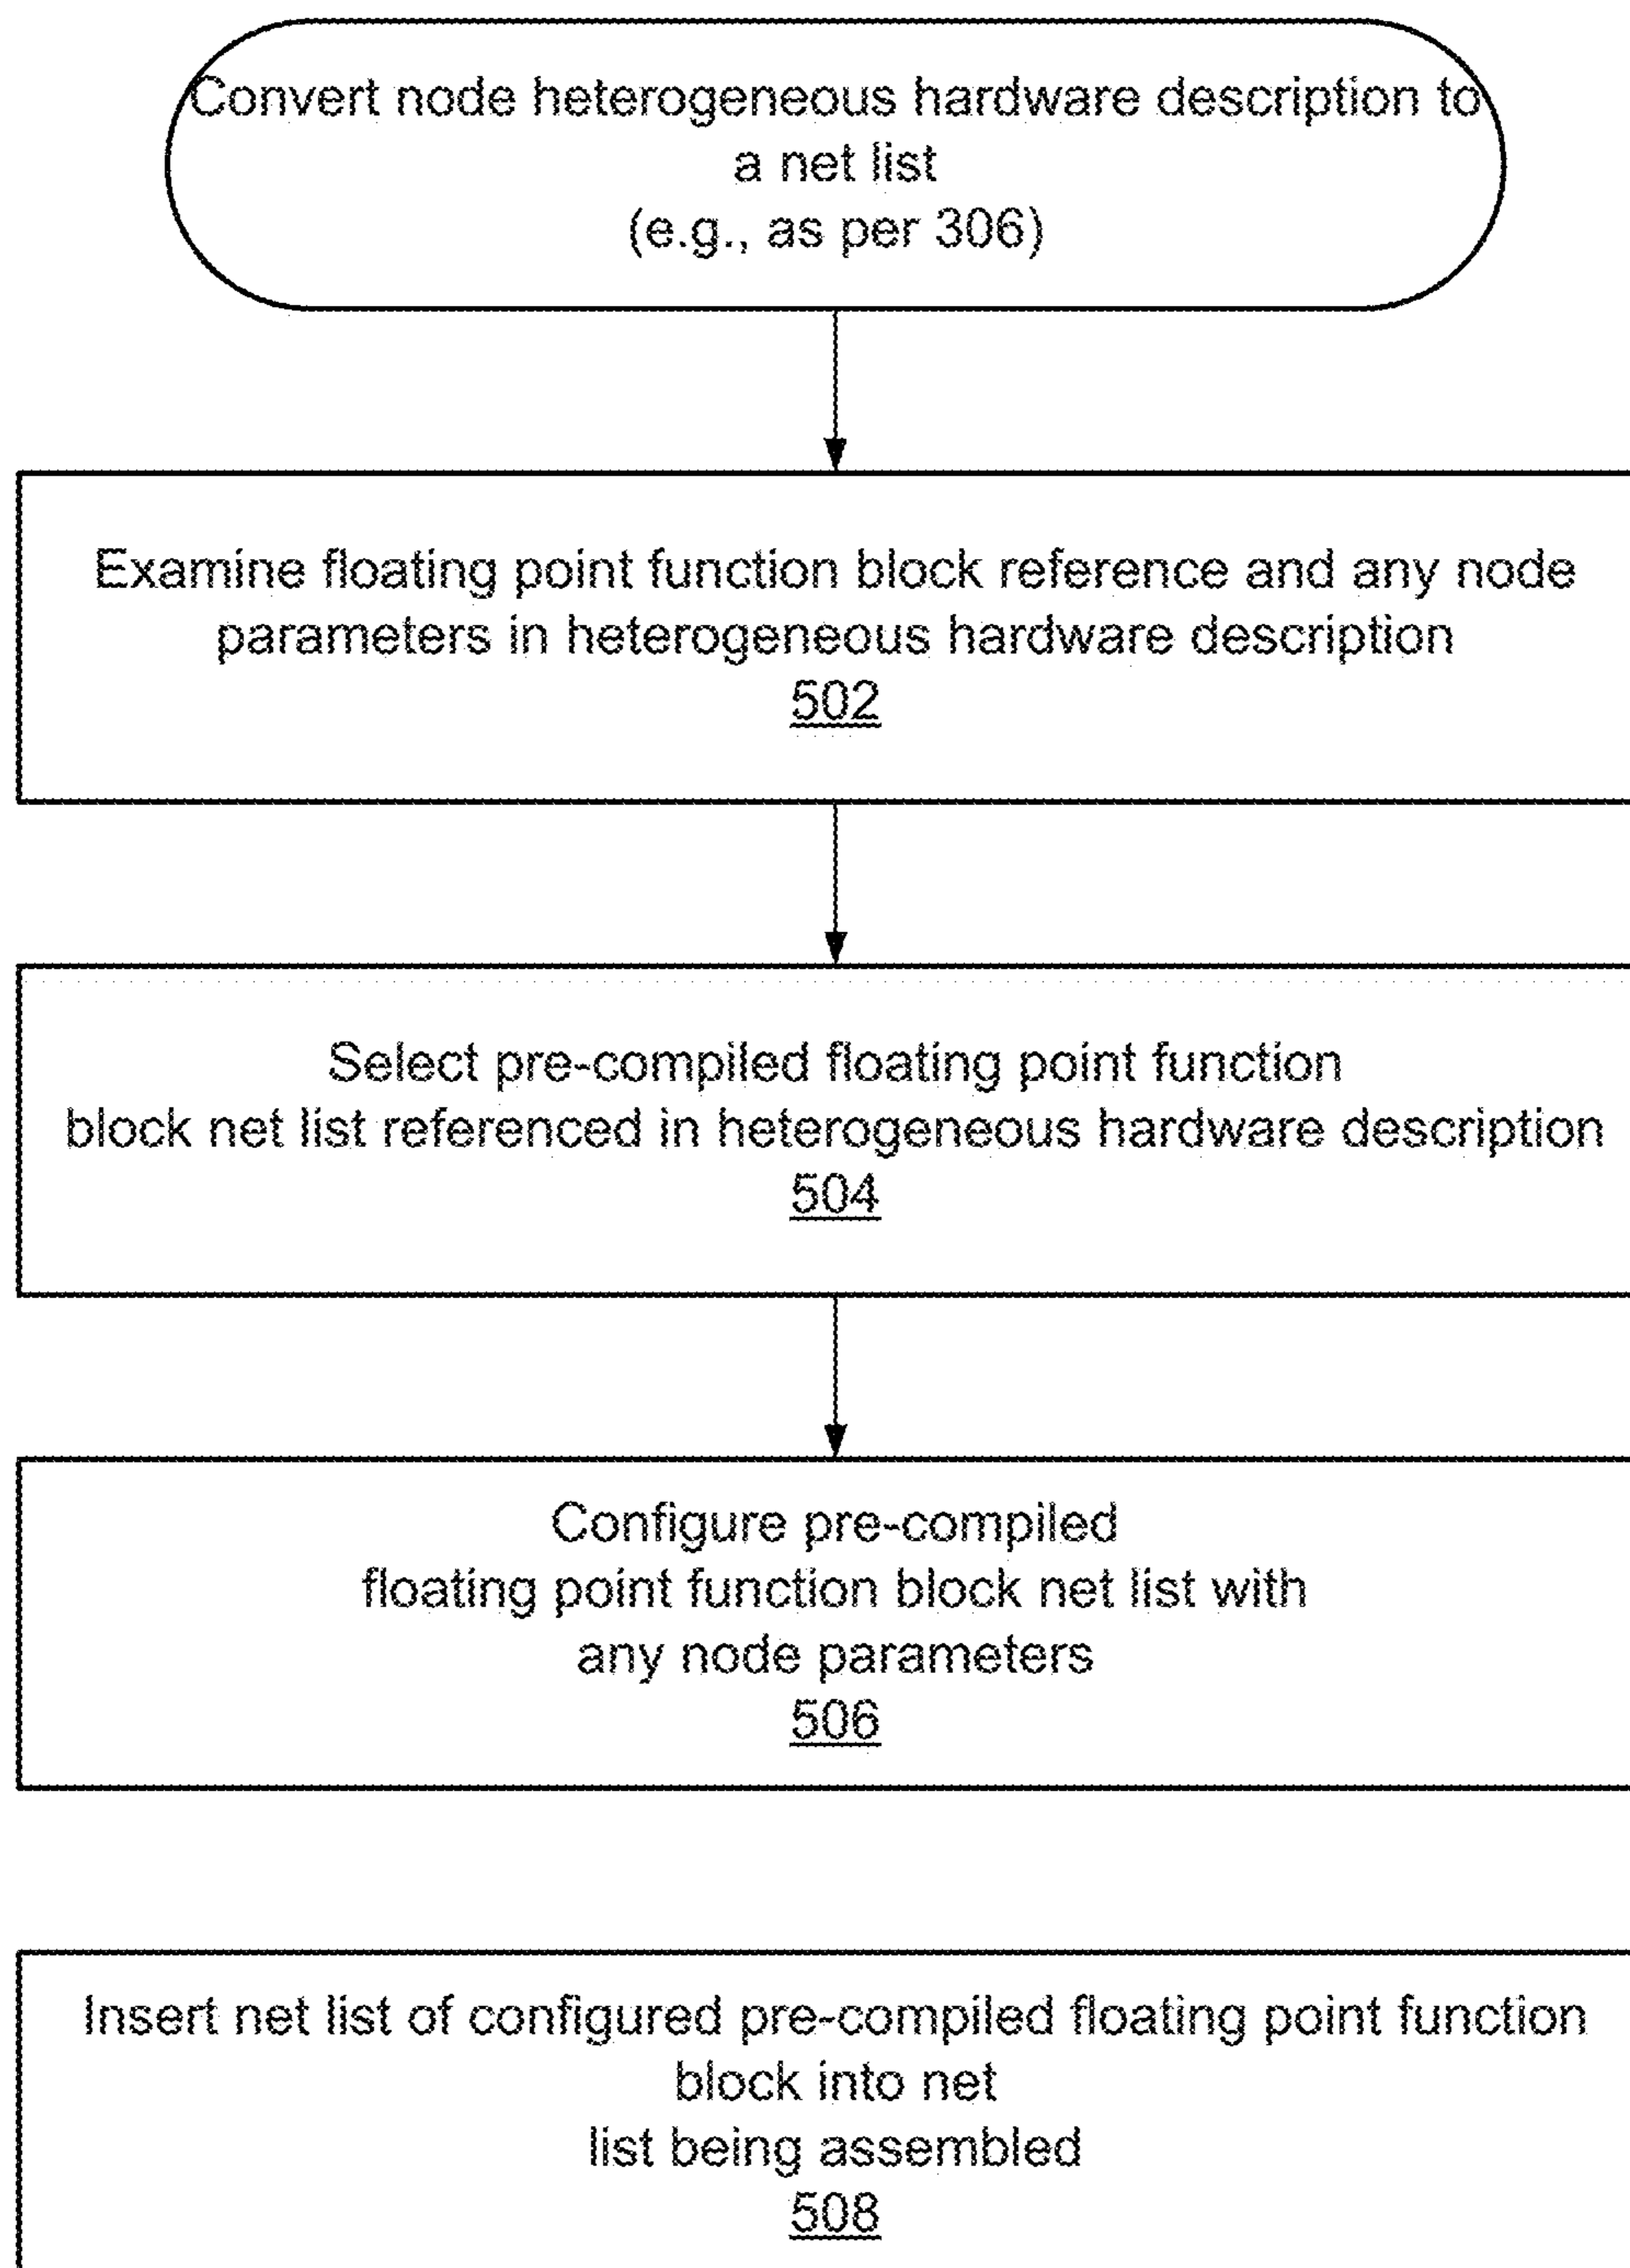 Convert node heterogeneous hardware description to
a net list
(e.g., as per 306)
Examine floating point function block reference and any node
parameters in heterogeneous hardware description
502
Select pre-compiled floating point function
block net list referenced in heterogeneous hardware description
504
Configure pre-compiled
floating point function block net list with
any node parameters
506
Insert net list of configured pre-compiled floating point function
block into net
list being assembled
508